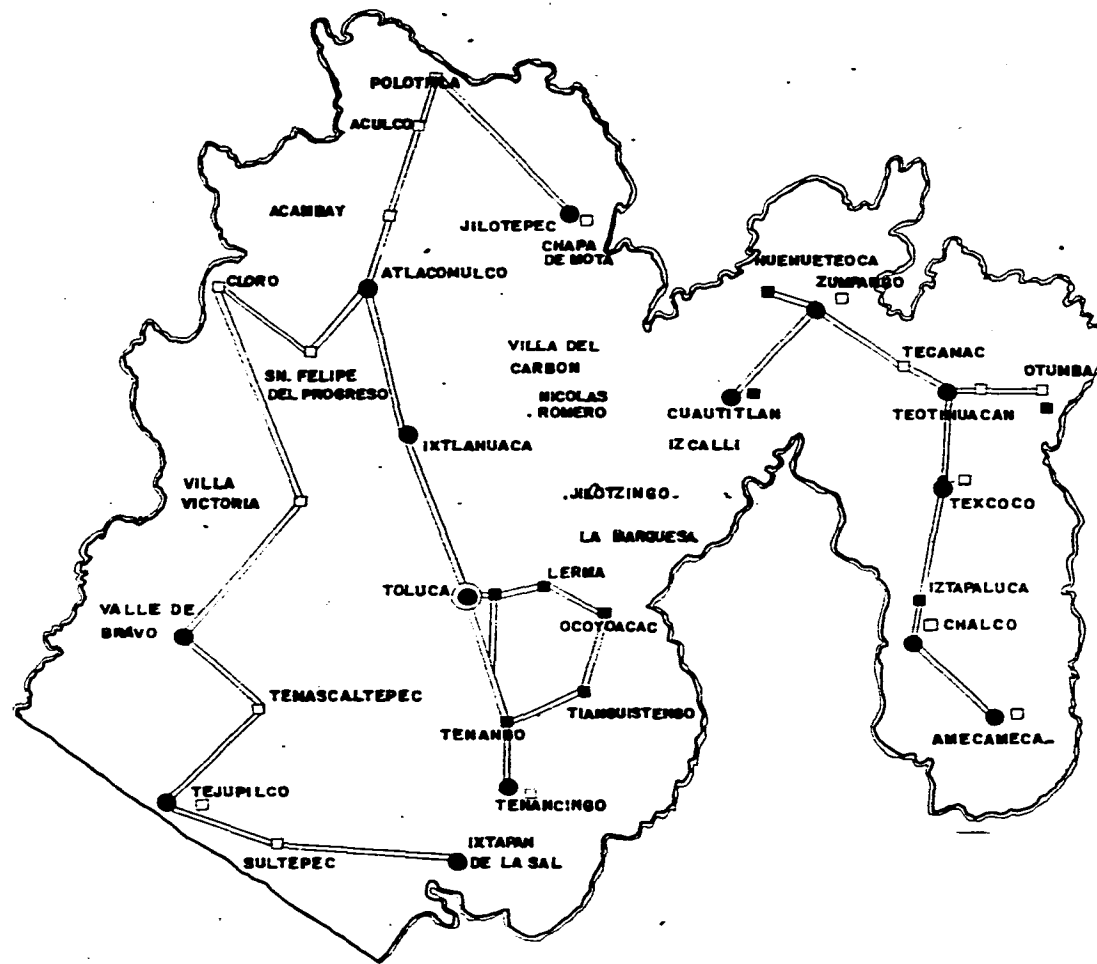 POLOTITLA
ACULCO
ACAMBAY
JILOTEPEC
CHAPA
DE MOTA
HUEHUETEOCA
ZUMPANGO
CLORO
ATLACOMULCO
SN. FELIPE
DEL PROGRESO
VILLA DEL
CARBON
NICOLAS
ROMERO
TECANAC
OTUMBA
CUAUTITLAN
IZCALLI
TEOTIHUACAN
IXTLAHUACA
VILLA
VICTORIA
JILOTZINGO
TEXCOCO
LA MARQUESA
TOLUCA
LERMA
OCOYOACAC
IZTAPALUCA
CHALCO
VALLE DE
BRAVO
TEMASCALTEPEC
TIANGUISTENGO
TENANGO
AMECAMECA
TEJUPILCO
TENANCINGO
SULTEPEC
IXTAPAN
DE LA SAL